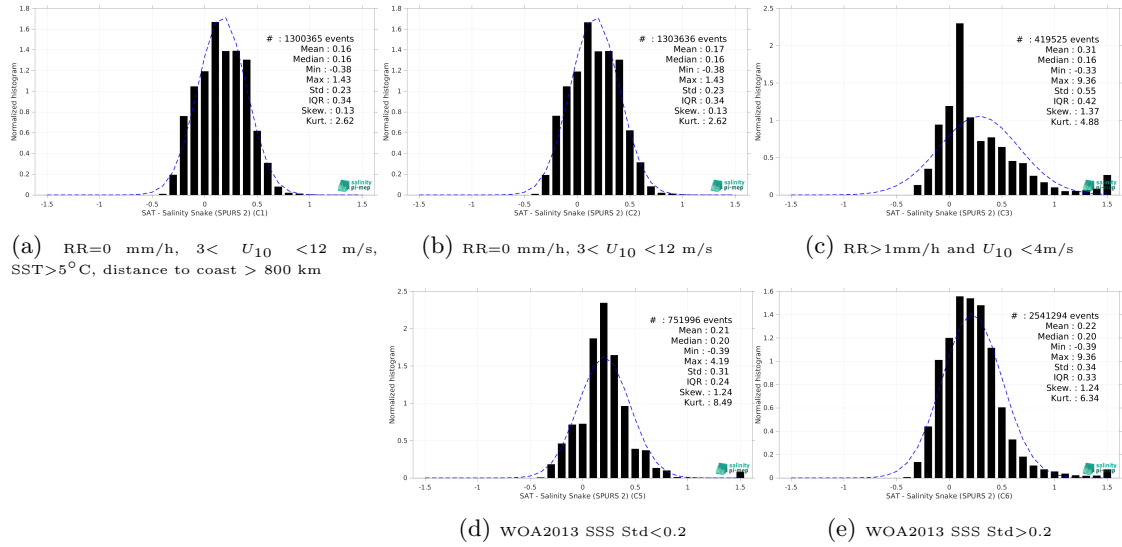 1.8
1.6
1.4
1.2
1
0.8
0.6
0.4
0.2
0
Normalized histogram
# : 1300365 events
Mean : 0.16
Median : 0.16
Min : -0.38
Max : 1.43
Std : 0.23
IQR : 0.34
Skew. : 0.13
Kurt. : 2.62
salinity
pi-mep
-1.5 -1 -0.5 0 0.5 1 1.5
SAT - Salinity Snake (SPURS 2) (C1)
(a) RR=0 mm/h, 3< U10 <12 m/s,
SST>5°C, distance to coast > 800 km
1.8
1.6
1.4
1.2
1
0.8
0.6
0.4
0.2
0
Normalized histogram
# : 1303636 events
Mean : 0.17
Median : 0.16
Min : -0.38
Max : 1.43
Std : 0.23
IQR : 0.34
Skew. : 0.13
Kurt. : 2.62
salinity
pi-mep
-1.5 -1 -0.5 0 0.5 1 1.5
SAT - Salinity Snake (SPURS 2) (C2)
(b) RR=0 mm/h, 3< U10 <12 m/s
2.5
2
1.5
1
0.5
0
Normalized histogram
# : 419525 events
Mean : 0.31
Median : 0.16
Min : -0.33
Max : 9.36
Std : 0.55
IQR : 0.42
Skew. : 1.37
Kurt. : 4.88
salinity
pi-mep
-1.5 -1 -0.5 0 0.5 1 1.5
SAT - Salinity Snake (SPURS 2) (C3)
(c) RR>1mm/h and U10 <4m/s
2.5
2
1.5
1
0.5
0
Normalized histogram
# : 751996 events
Mean : 0.21
Median : 0.20
Min : -0.39
Max : 4.19
Std : 0.31
IQR : 0.24
Skew. : 1.24
Kurt. : 8.49
salinity
pi-mep
-1.5 -1 -0.5 0 0.5 1 1.5
SAT - Salinity Snake (SPURS 2) (C5)
(d) WOA2013 SSS Std<0.2
1.6
1.4
1.2
1
0.8
0.6
0.4
0.2
0
Normalized histogram
# : 2541294 events
Mean : 0.22
Median : 0.20
Min : -0.39
Max : 9.36
Std : 0.34
IQR : 0.33
Skew. : 1.24
Kurt. : 6.34
salinity
pi-mep
-1.5 -1 -0.5 0 0.5 1 1.5
SAT - Salinity Snake (SPURS 2) (C6)
(e) WOA2013 SSS Std>0.2